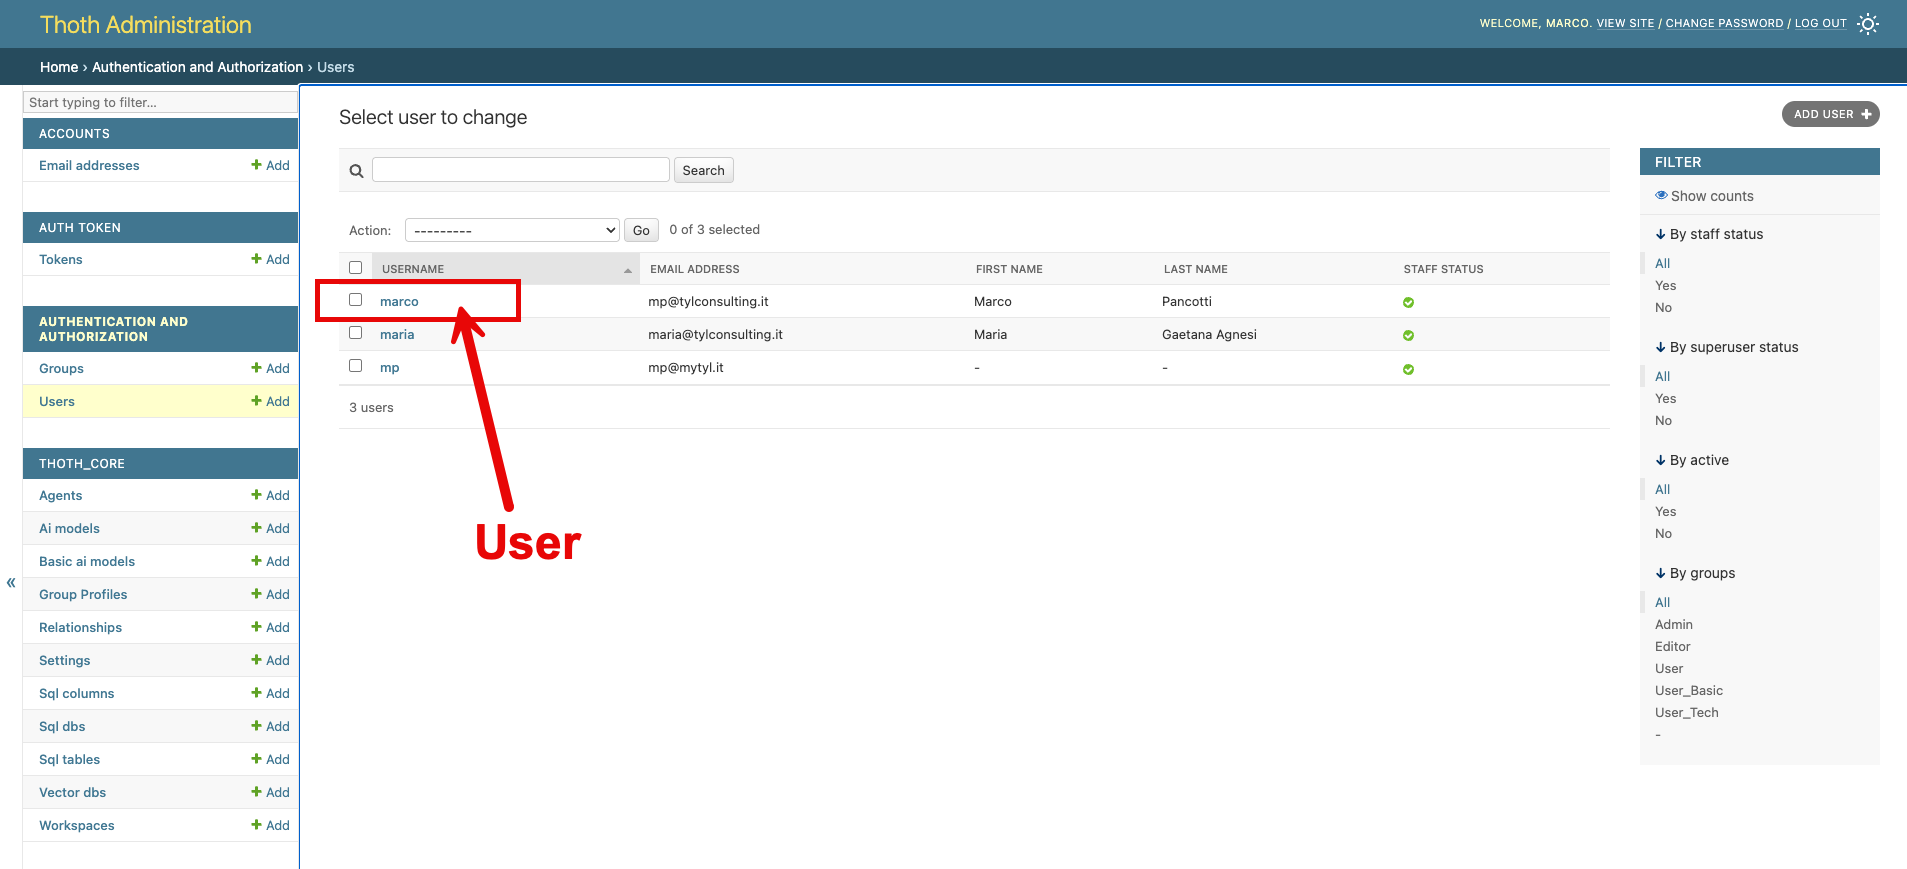 Thoth Administration
WELCOME, MARCO. VIEW SITE / CHANGE PASSWORD / LOG OUT
Home › Authentication and Authorization › Users
Start typing to filter...
ACCOUNTS
Email addresses + Add
AUTH TOKEN
Tokens + Add
AUTHENTICATION AND
AUTHORIZATION
Groups + Add
Users + Add
THOTH_CORE
Agents + Add
Ai models + Add
Basic ai models + Add
Group Profiles + Add
Relationships + Add
Settings + Add
Sql columns + Add
Sql dbs + Add
Sql tables + Add
Vector dbs + Add
Workspaces + Add
«
Select user to change
ADD USER +
Search
Action: --------- Go 0 of 3 selected
USERNAME EMAIL ADDRESS FIRST NAME LAST NAME STAFF STATUS
marco mp@tylconsulting.it Marco Pancotti
maria maria@tylconsulting.it Maria Gaetana Agnesi
mp mp@mytyl.it - -
3 users
User
FILTER
Show counts
↓ By staff status
All
Yes
No
↓ By superuser status
All
Yes
No
↓ By active
All
Yes
No
↓ By groups
All
Admin
Editor
User
User_Basic
User_Tech
-